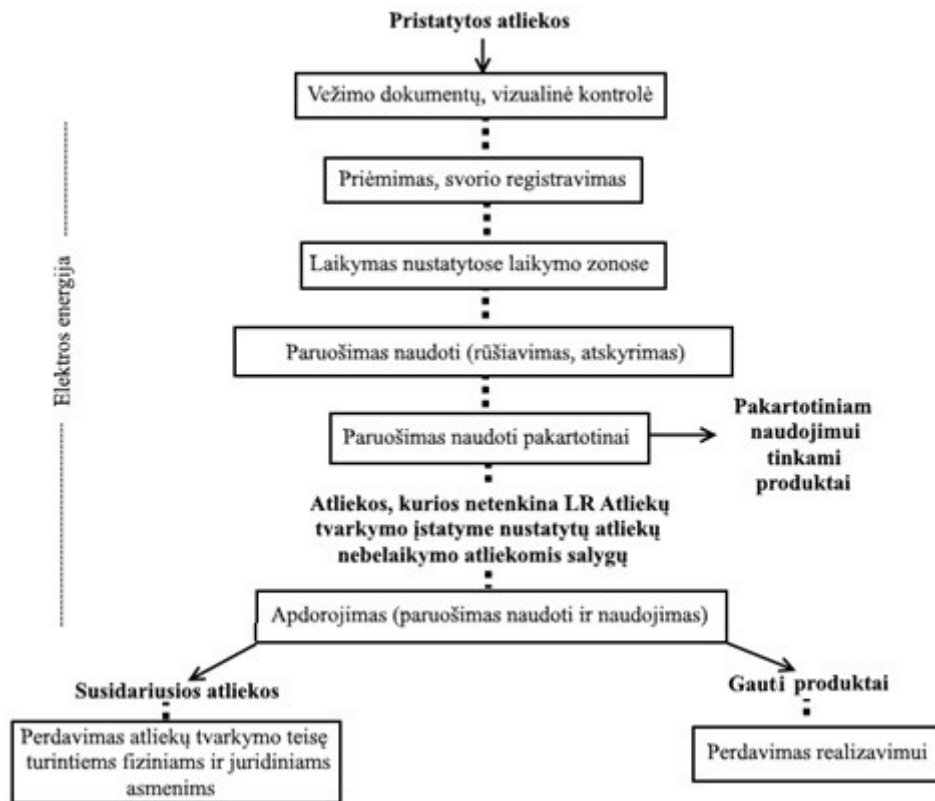 Pristatytos atliekos
Vežimo dokumentų, vizualinė kontrolė
Priėmimas, svorio registravimas
Laikymas nustatytose laikymo zonose
Elektros energija
Paruošimas naudoti (rūšiavimas, atskyrimas)
Paruošimas naudoti pakartotinai
Pakartotiniam
naudojimui
tinkami
produktai
Atliekos, kurios netenkina LR Atliekų
tvarkymo įstatyme nustatytų atliekų
nebelaikymo atliekomis salygų
Apdorojimas (paruošimas naudoti ir naudojimas)
Susidariusios atliekos
Gauti produktai
Perdavimas atliekų tvarkymo teisę
turintiems fiziniams ir juridiniams
asmenims
Perdavimas realizavimui